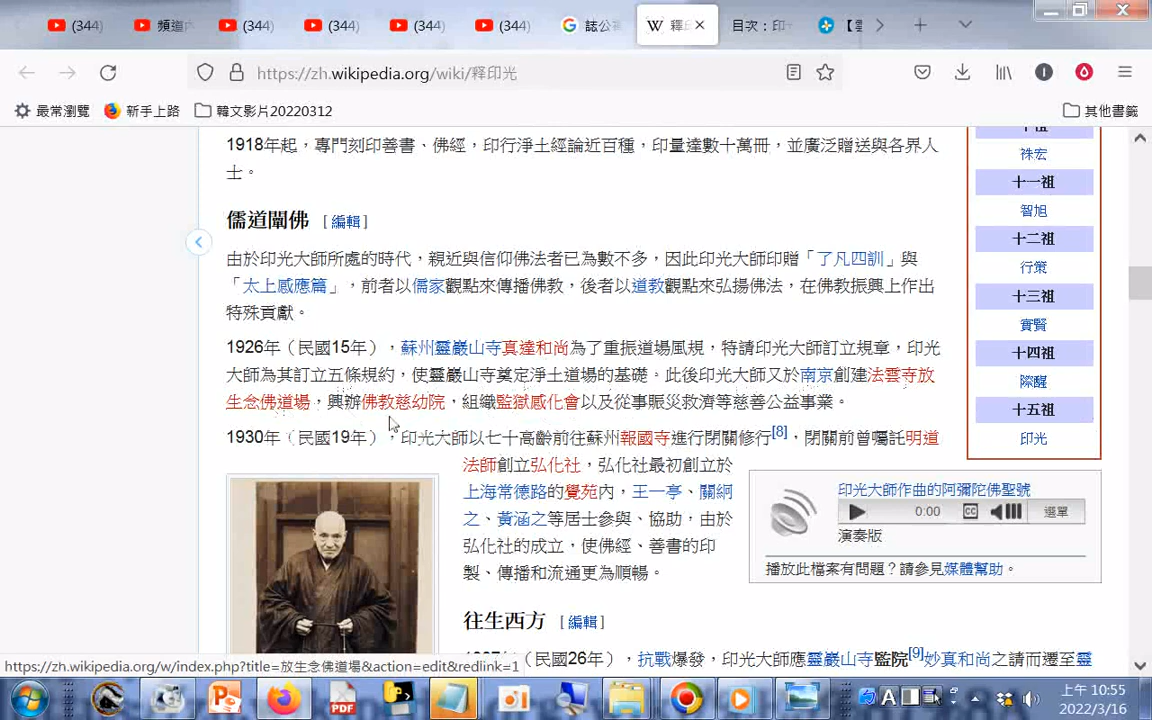 (344)
頻道內
(344)
(344)
(344)
(344)
誌公
釋
目次：印
【雲
https://zh.wikipedia.org/wiki/释印光
最常瀏覽
新手上路
韓文影片20220312
其他書籤
1918年起，專門刻印善書、佛經，印行淨土經論近百種，印量達數十萬冊，並廣泛贈送與各界人
士。
儒道闡佛 [編輯]
由於印光大師所處的時代，親近與信仰佛法者已為數不多，因此印光大師印贈「了凡四訓」與
「太上感應篇」，前者以儒家觀點來傳播佛教，後者以道教觀點來弘揚佛法，在佛教振興上作出
特殊貢獻。
1926年（民國15年），蘇州靈巖山寺真達和尚為了重振道場風規，特請印光大師訂立規章，印光
大師為其訂立五條規約，使靈巖山寺奠定淨土道場的基礎。此後印光大師又於南京創建法雲寺放
生念佛道場，興辦佛教慈幼院，組織監獄感化會以及從事賑災救濟等慈善公益事業。
1930年（民國19年），印光大師以七十高齡前往蘇州報國寺進行閉關修行[8]，閉關前曾囑託明道
法師創立弘化社，弘化社最初創立於
上海常德路的覺苑內，王一亭、關絅
之、黃涵之等居士參與、協助，由於
弘化社的成立，使佛經、善書的印
製、傳播和流通更為順暢。
往生西方 [編輯]
（民國26年），抗戰爆發，印光大師應靈巖山寺監院[9]妙真和尚之請而遷至靈
袾宏
十一祖
智旭
十二祖
行策
十三祖
實賢
十四祖
際醒
十五祖
印光
印光大師作曲的阿彌陀佛聖號
0:00
CC
選單
演奏版
播放此檔案有問題？請參見媒體幫助。
https://zh.wikipedia.org/w/index.php?title=放生念佛道場&action=edit&redlink=1
PDF
A
上午 10:55
2022/3/16